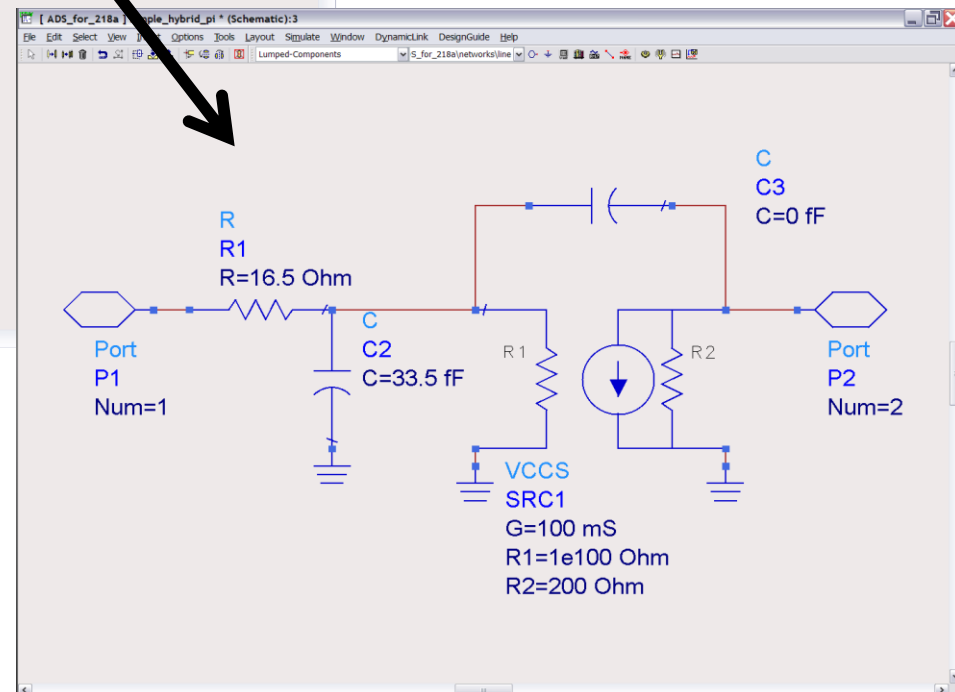 [ ADS_for_218a ] mple_hybrid_pi * (Schematic):3
File Edit Select View Options Tools Layout Simulate Window DynamicLink DesignGuide Help
Lumped-Components S_for_218a\networks\line
C
C3
C=0 fF
R
R1
R=16.5 Ohm
C
C2
C=33.5 fF
R1
R2
Port
P1
Num=1
Port
P2
Num=2
VCCS
SRC1
G=100 mS
R1=1e100 Ohm
R2=200 Ohm